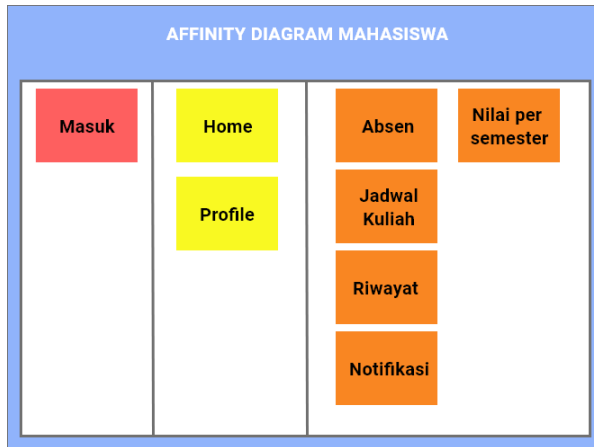 AFFINITY DIAGRAM MAHASISWA
Masuk
Home
Profile
Absen
Jadwal
Kuliah
Riwayat
Notifikasi
Nilai per
semester